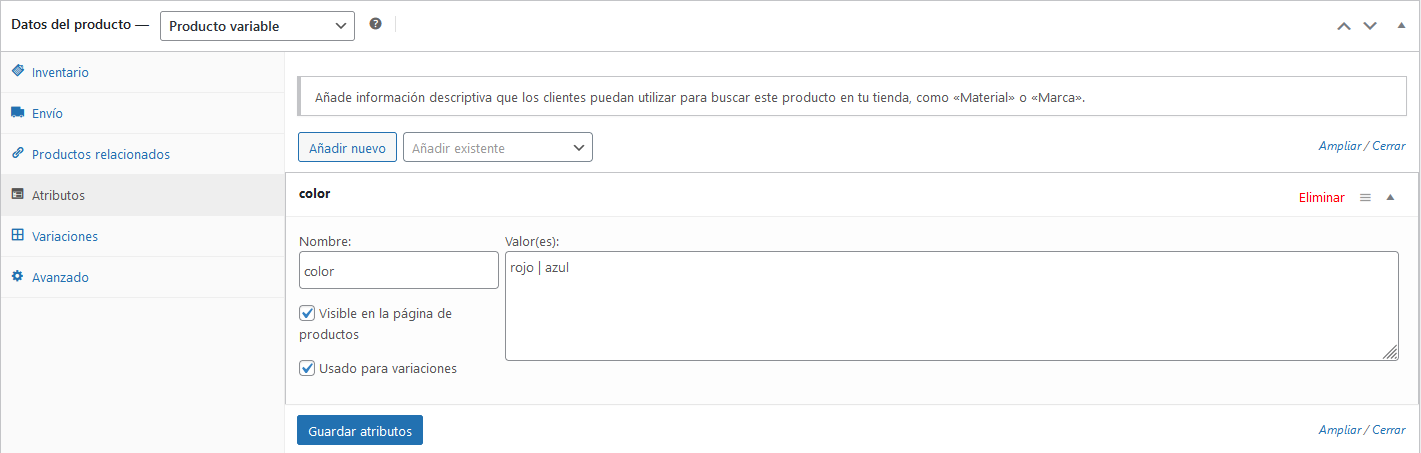 Datos del producto — Producto variable ?
Inventario
Envío
Productos relacionados
Atributos
Variaciones
Avanzado
Añade información descriptiva que los clientes puedan utilizar para buscar este producto en tu tienda, como «Material» o «Marca».
Añadir nuevo Añadir existente Ampliar / Cerrar
color Eliminar
Nombre: Valor(es):
color rojo | azul
Visible en la página de
productos
Usado para variaciones
Guardar atributos Ampliar / Cerrar